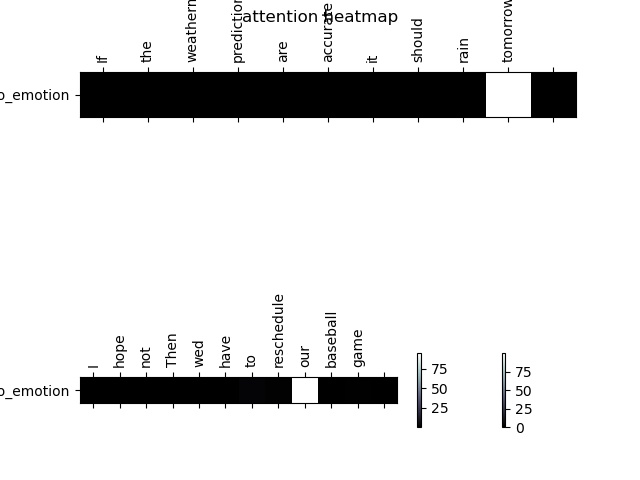 attention heatmap
If the weatherm prediction are accurate it should rain tomorrow
o_emotion
I hope not Then wed have to reschedule our baseball game
o_emotion
75 75
50 50
25 25
0